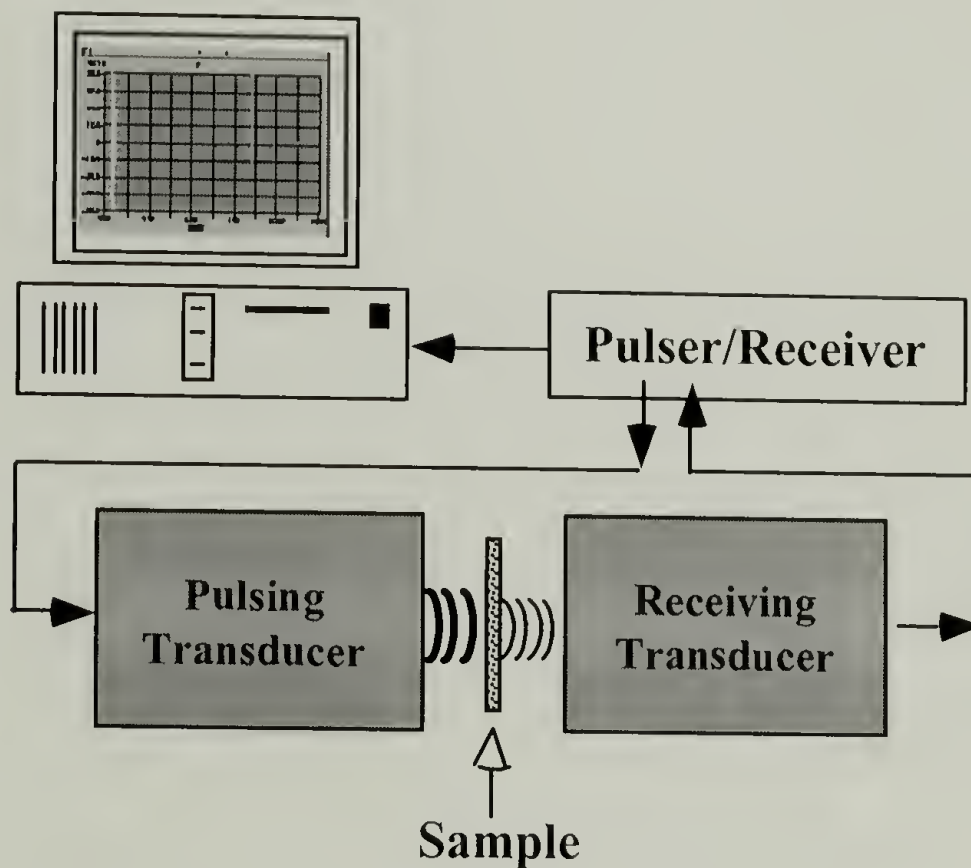 Pulser/Receiver
Pulsing
Transducer
Receiving
Transducer
Sample